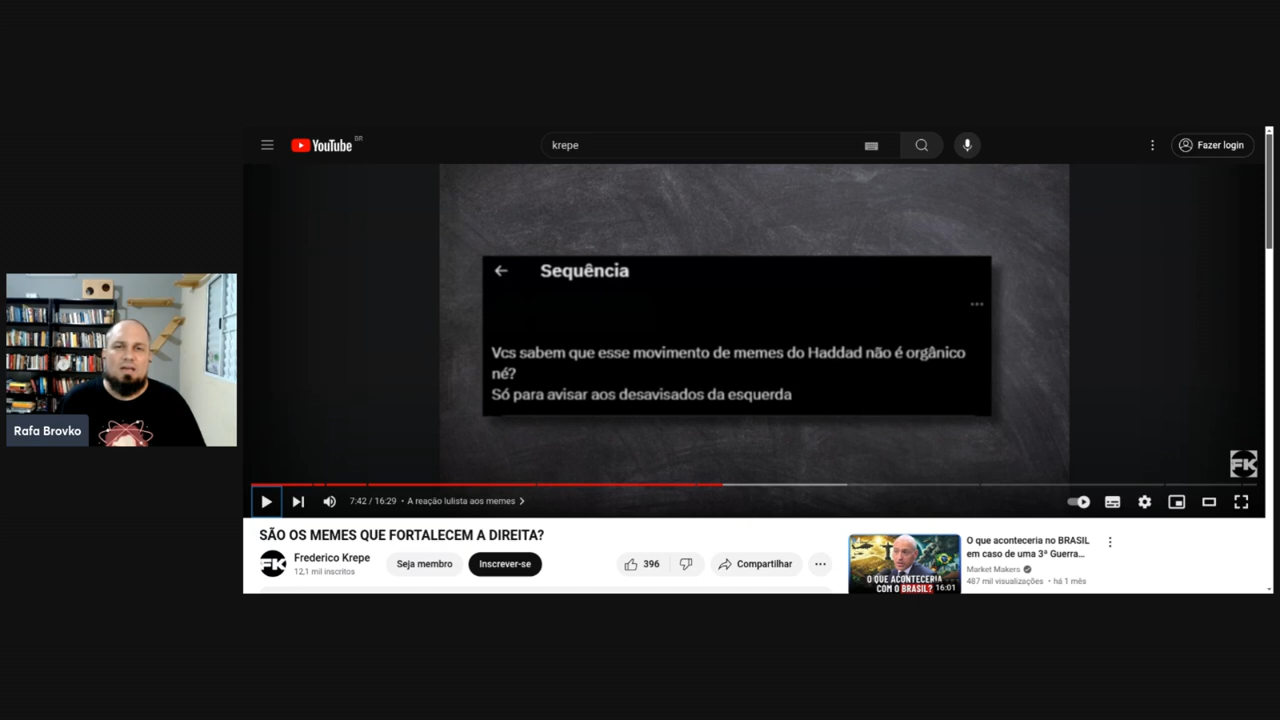 YouTube BR
krepe
Fazer login
Sequência
Vcs sabem que esse movimento de memes do Haddad não é orgânico
né?
Só para avisar aos desavisados da esquerda
Rafa Brovko
FK
7:42 / 16:29 • A reação lulista aos memes
SÃO OS MEMES QUE FORTALECEM A DIREITA?
FK
Frederico Krepe
12,1 mil inscritos
Seja membro
Inscrever-se
396
Compartilhar
O QUE ACONTECERIA
COM O BRASIL?
16:01
O que aconteceria no BRASIL
em caso de uma 3ª Guerra...
Market Makers
487 mil visualizações • há 1 mês